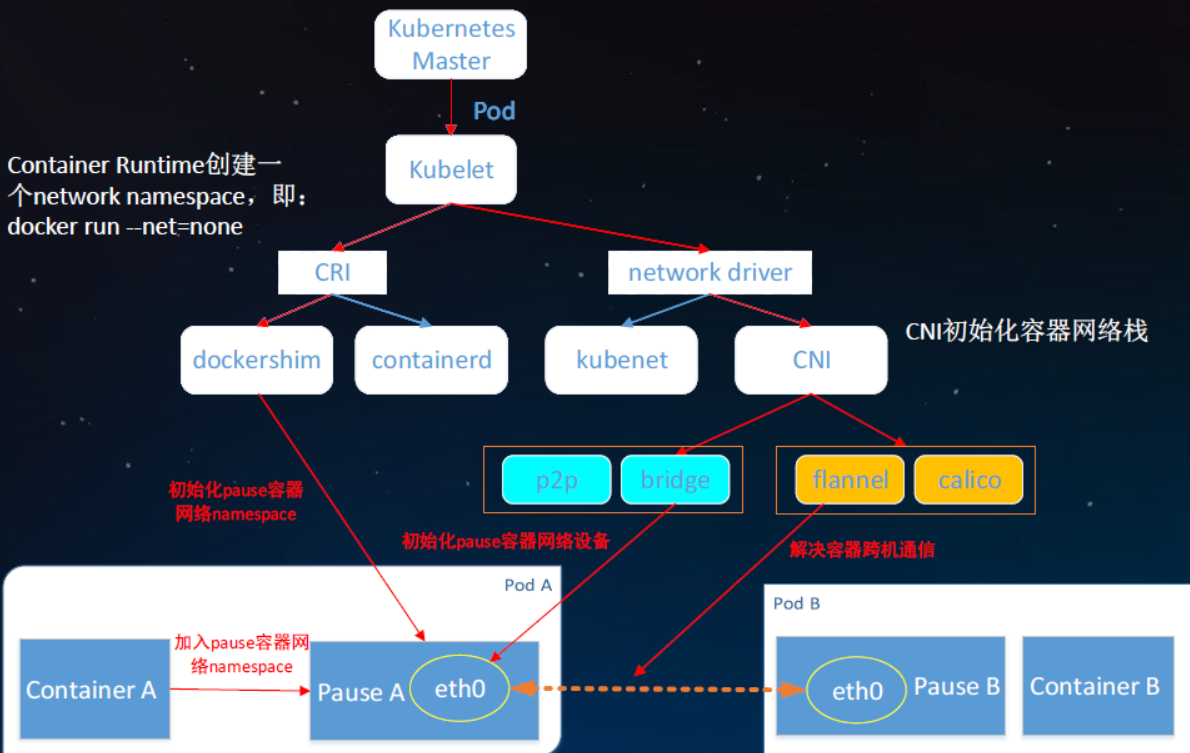 Kubernetes
Master
Pod
Kubelet
Container Runtime创建一
个network namespace，即：
docker run --net=none
CRI
network driver
dockershim
containerd
kubenet
CNI
CNI初始化容器网络栈
p2p
bridge
flannel
calico
初始化pause容器
网络namespace
初始化pause容器网络设备
解决容器跨机通信
Pod A
Container A
加入pause容器网
络namespace
Pause A
eth0
Pod B
eth0
Pause B
Container B